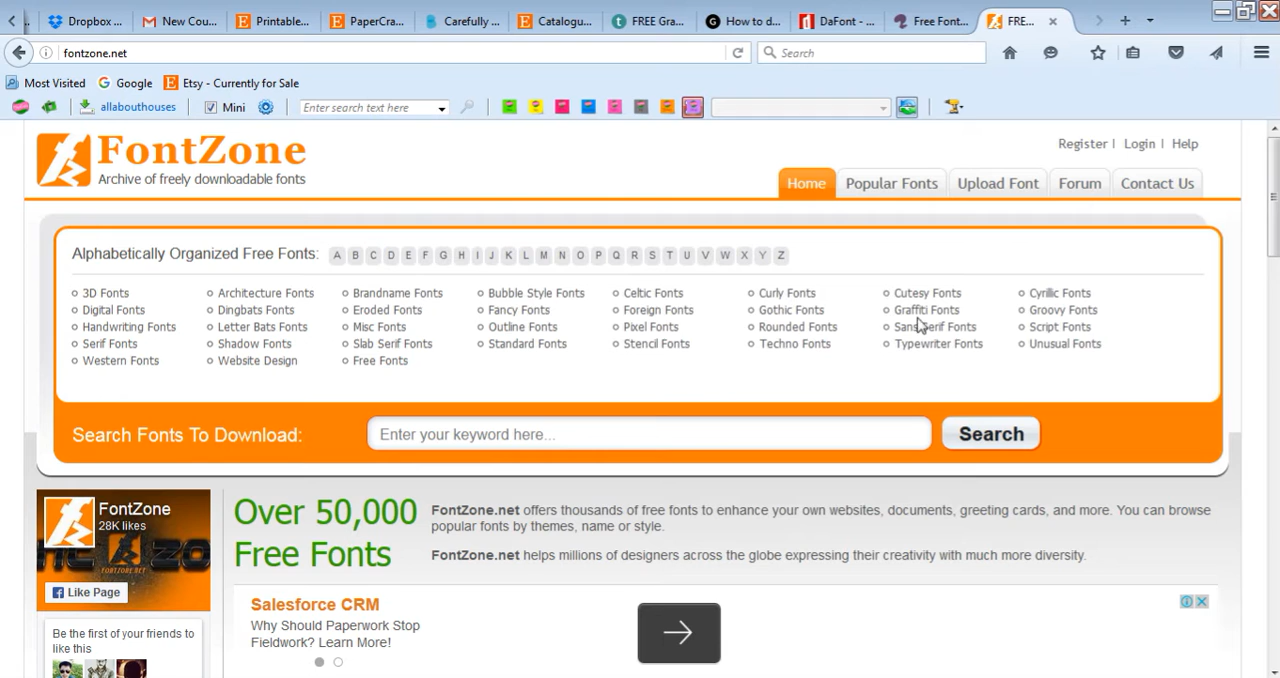 Dropbox ... New Cou... Printable... PaperCra... Carefully ... Catalogu... FREE Gra... How to d... DaFont - ... Free Font... FRE...
fontzone.net Search
Most Visited Google Etsy - Currently for Sale
allabouthouses Mini Enter search text here
FontZone
Archive of freely downloadable fonts
Register | Login | Help
Home Popular Fonts Upload Font Forum Contact Us
Alphabetically Organized Free Fonts: A B C D E F G H I J K L M N O P Q R S T U V W X Y Z
3D Fonts Architecture Fonts Brandname Fonts Bubble Style Fonts Celtic Fonts Curly Fonts Cutesy Fonts Cyrillic Fonts
Digital Fonts Dingbats Fonts Eroded Fonts Fancy Fonts Foreign Fonts Gothic Fonts Graffiti Fonts Groovy Fonts
Handwriting Fonts Letter Bats Fonts Misc Fonts Outline Fonts Pixel Fonts Rounded Fonts Sans Serif Fonts Script Fonts
Serif Fonts Shadow Fonts Slab Serif Fonts Standard Fonts Stencil Fonts Techno Fonts Typewriter Fonts Unusual Fonts
Western Fonts Website Design Free Fonts
Search Fonts To Download: Enter your keyword here... Search
FontZone
28K likes
FONTZONE.NET
Like Page
Be the first of your friends to
like this
Over 50,000
Free Fonts
FontZone.net offers thousands of free fonts to enhance your own websites, documents, greeting cards, and more. You can browse
popular fonts by themes, name or style.
FontZone.net helps millions of designers across the globe expressing their creativity with much more diversity.
Salesforce CRM
Why Should Paperwork Stop
Fieldwork? Learn More!